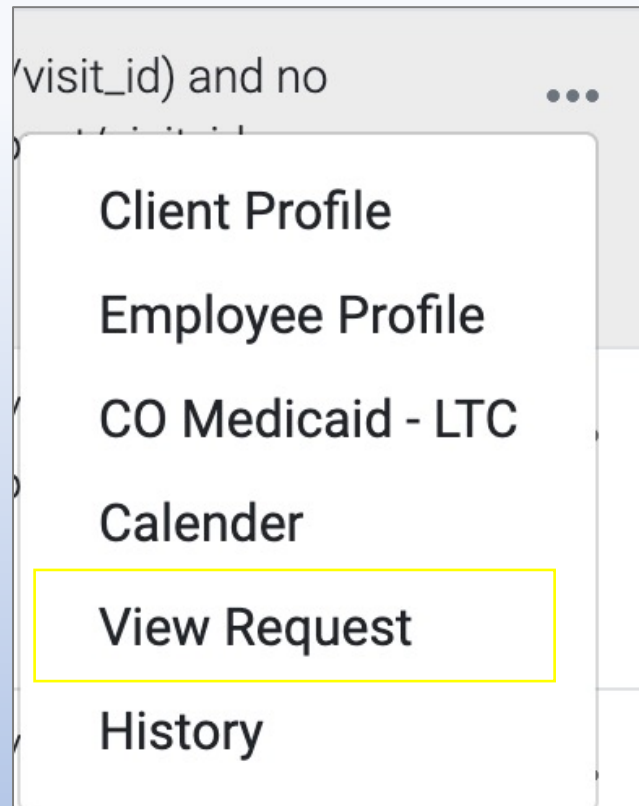 /visit_id) and no
Client Profile
Employee Profile
CO Medicaid - LTC
Calender
View Request
History